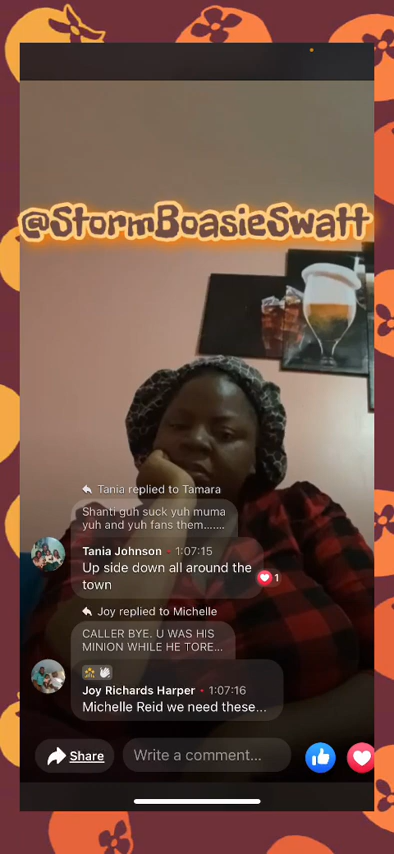 @StormBoasieSwatt
Tania replied to Tamara
Shanti guh suck yuh muma
yuh and yuh fans them.......
Tania Johnson • 1:07:15
Up side down all around the
town
1
Joy replied to Michelle
CALLER BYE. U WAS HIS
MINION WHILE HE TORE...
Joy Richards Harper • 1:07:16
Michelle Reid we need these...
Share
Write a comment...